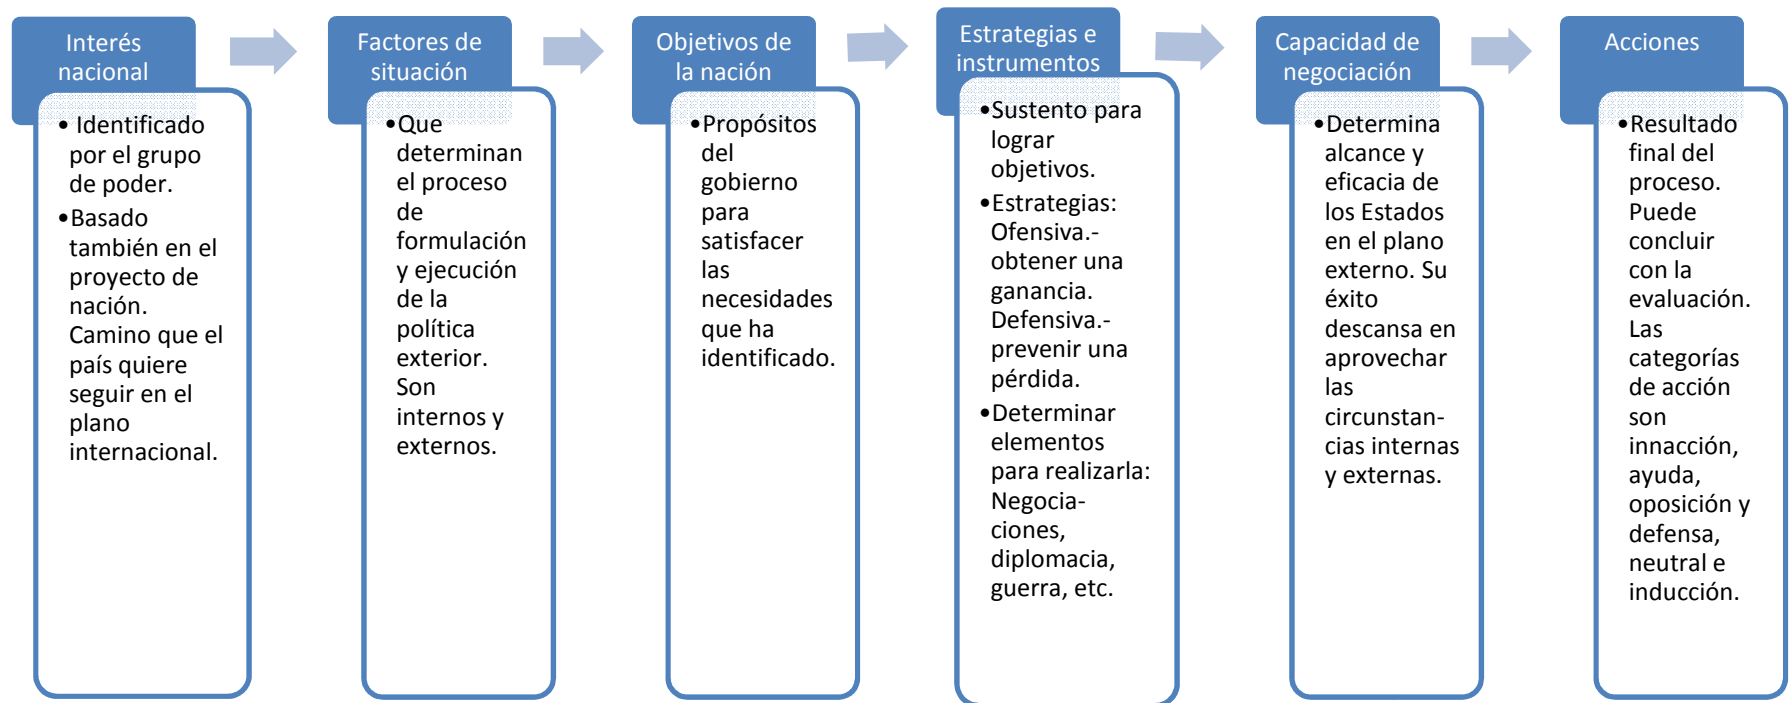 Interés
nacional
• Identificado
por el grupo
de poder.
•Basado
también en el
proyecto de
nación.
Camino que el
país quiere
seguir en el
plano
internacional.
Factores de
situación
•Que
determinan
el proceso
de
formulación
y ejecución
de la
política
exterior.
Son
internos y
externos.
Objetivos de
la nación
•Propósitos
del
gobierno
para
satisfacer
las
necesidades
que ha
identificado.
Estrategias e
instrumentos
•Sustento para
lograr
objetivos.
•Estrategias:
Ofensiva.-
obtener una
ganancia.
Defensiva.-
prevenir una
pérdida.
•Determinar
elementos
para realizarla:
Negocia-
ciones,
diplomacia,
guerra, etc.
Capacidad de
negociación
•Determina
alcance y
eficacia de
los Estados
en el plano
externo. Su
éxito
descansa en
aprovechar
las
circunstan-
cias internas
y externas.
Acciones
•Resultado
final del
proceso.
Puede
concluir
con la
evaluación.
Las
categorías
de acción
son
innacción,
ayuda,
oposición y
defensa,
neutral e
inducción.